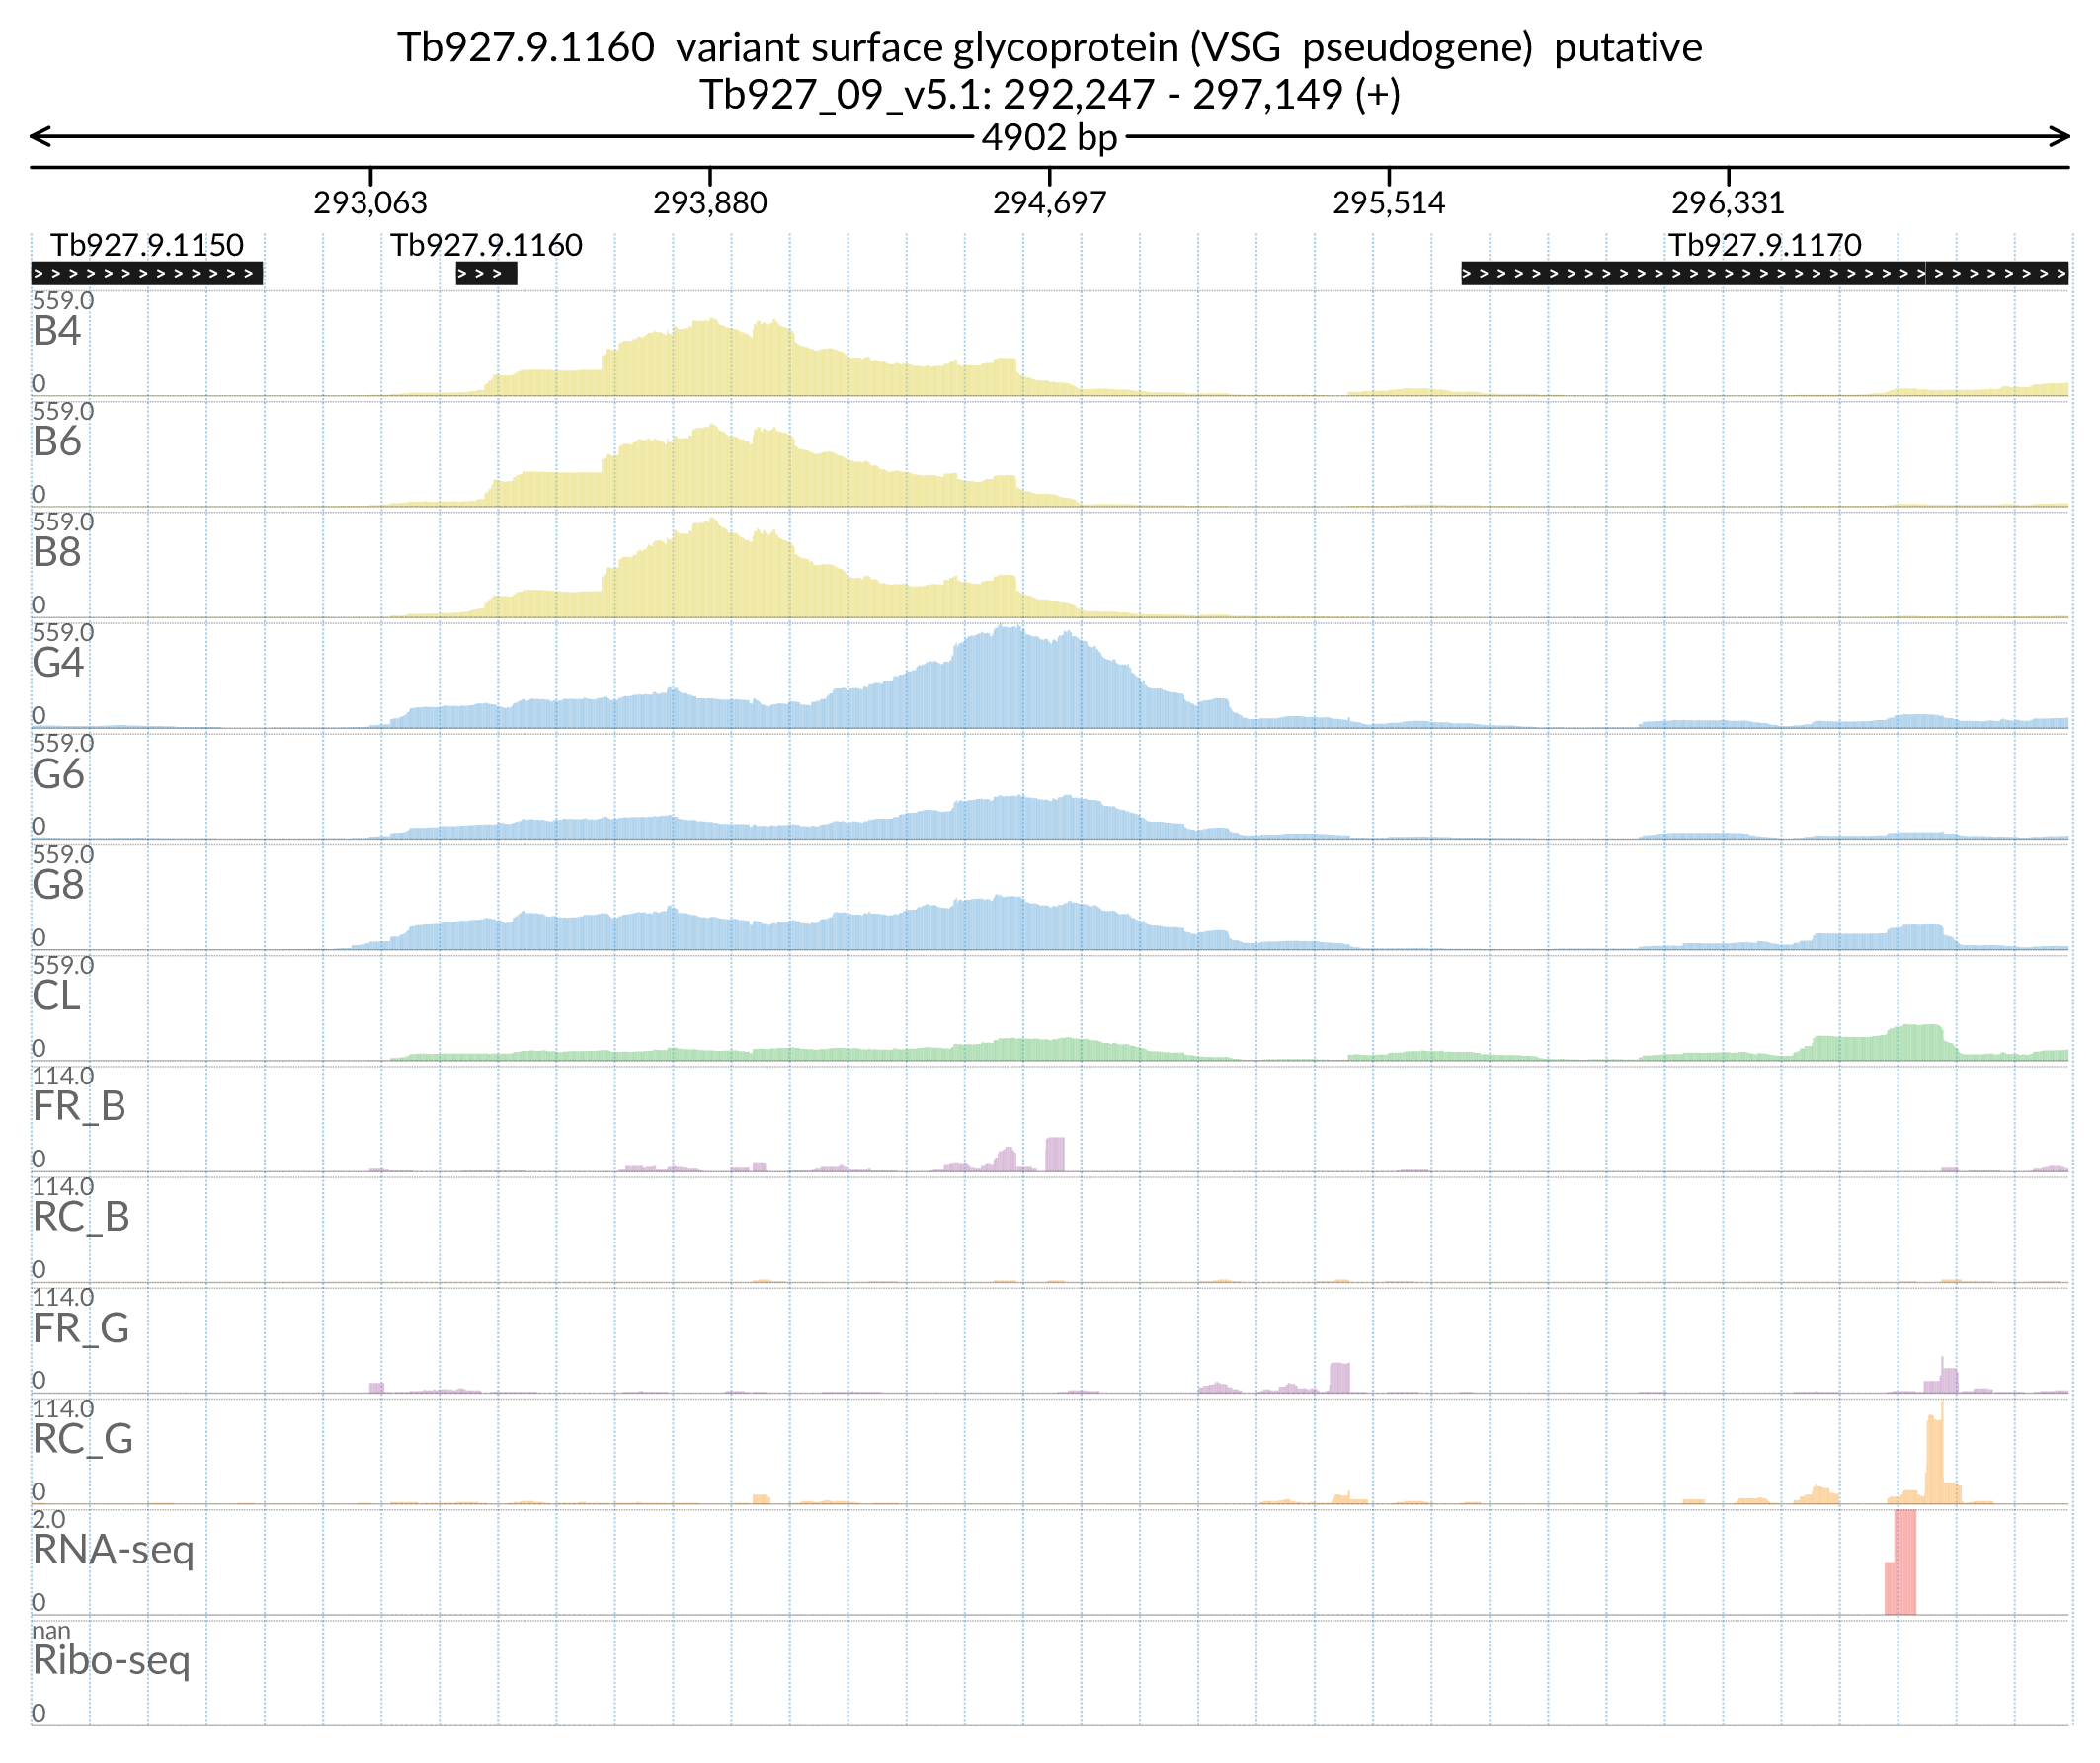 Tb927.9.1160 variant surface glycoprotein (VSG pseudogene) putative
Tb927_09_v5.1: 292,247 - 297,149 (+)
4902 bp
293,063 293,880 294,697 295,514 296,331
Tb927.9.1150 Tb927.9.1160 Tb927.9.1170
559.0
B4
0
559.0
B6
0
559.0
B8
0
559.0
G4
0
559.0
G6
0
559.0
G8
0
559.0
CL
0
114.0
FR_B
0
114.0
RC_B
0
114.0
FR_G
0
114.0
RC_G
0
2.0
RNA-seq
0
nan
Ribo-seq
0